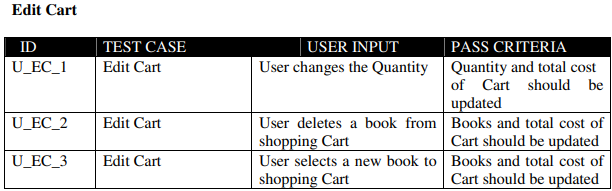 Edit Cart
ID TEST CASE USER INPUT PASS CRITERIA
U_EC_1 Edit Cart User changes the Quantity Quantity and total cost
of Cart should be
updated
U_EC_2 Edit Cart User deletes a book from Books and total cost of
shopping Cart Cart should be updated
U_EC_3 Edit Cart User selects a new book to Books and total cost of
shopping Cart Cart should be updated